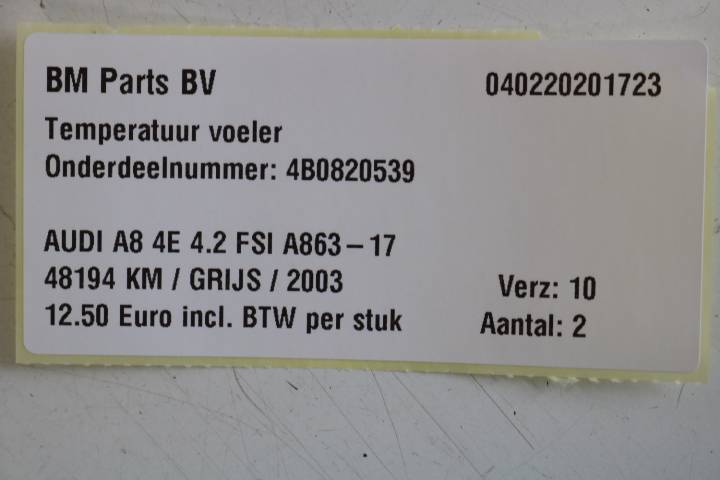 BM Parts BV 040220201723
Temperatuur voeler
Onderdeelnummer: 4B0820539
AUDI A8 4E 4.2 FSI A863-17
48194 KM / GRIJS / 2003 Verz: 10
12.50 Euro incl. BTW per stuk Aantal: 2